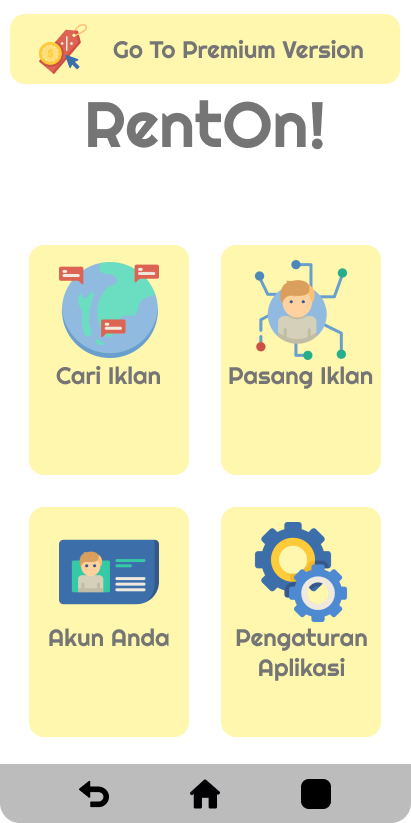 Go To Premium Version
RentOn!
Cari Iklan
Pasang Iklan
Akun Anda
Pengaturan
Aplikasi